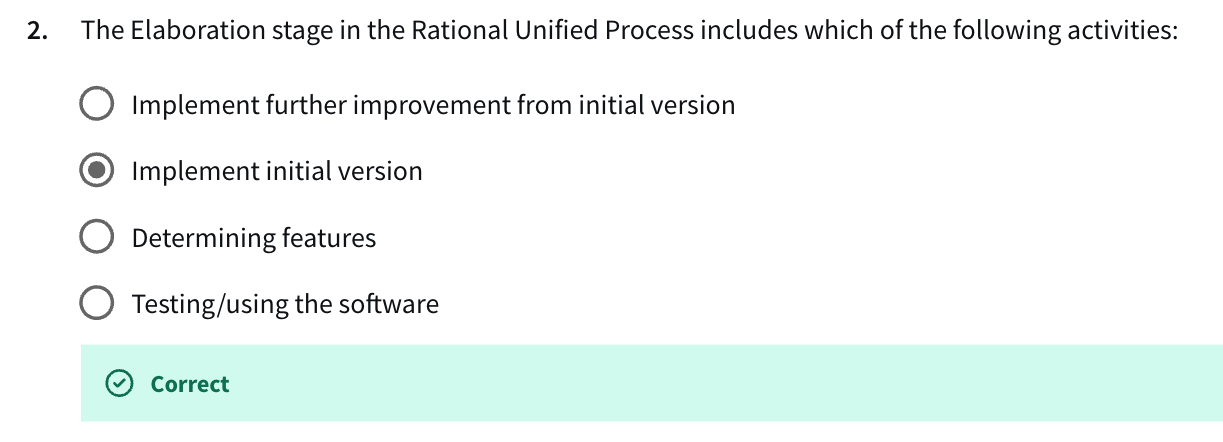 2. The Elaboration stage in the Rational Unified Process includes which of the following activities:
Implement further improvement from initial version
Implement initial version
Determining features
Testing/using the software
Correct